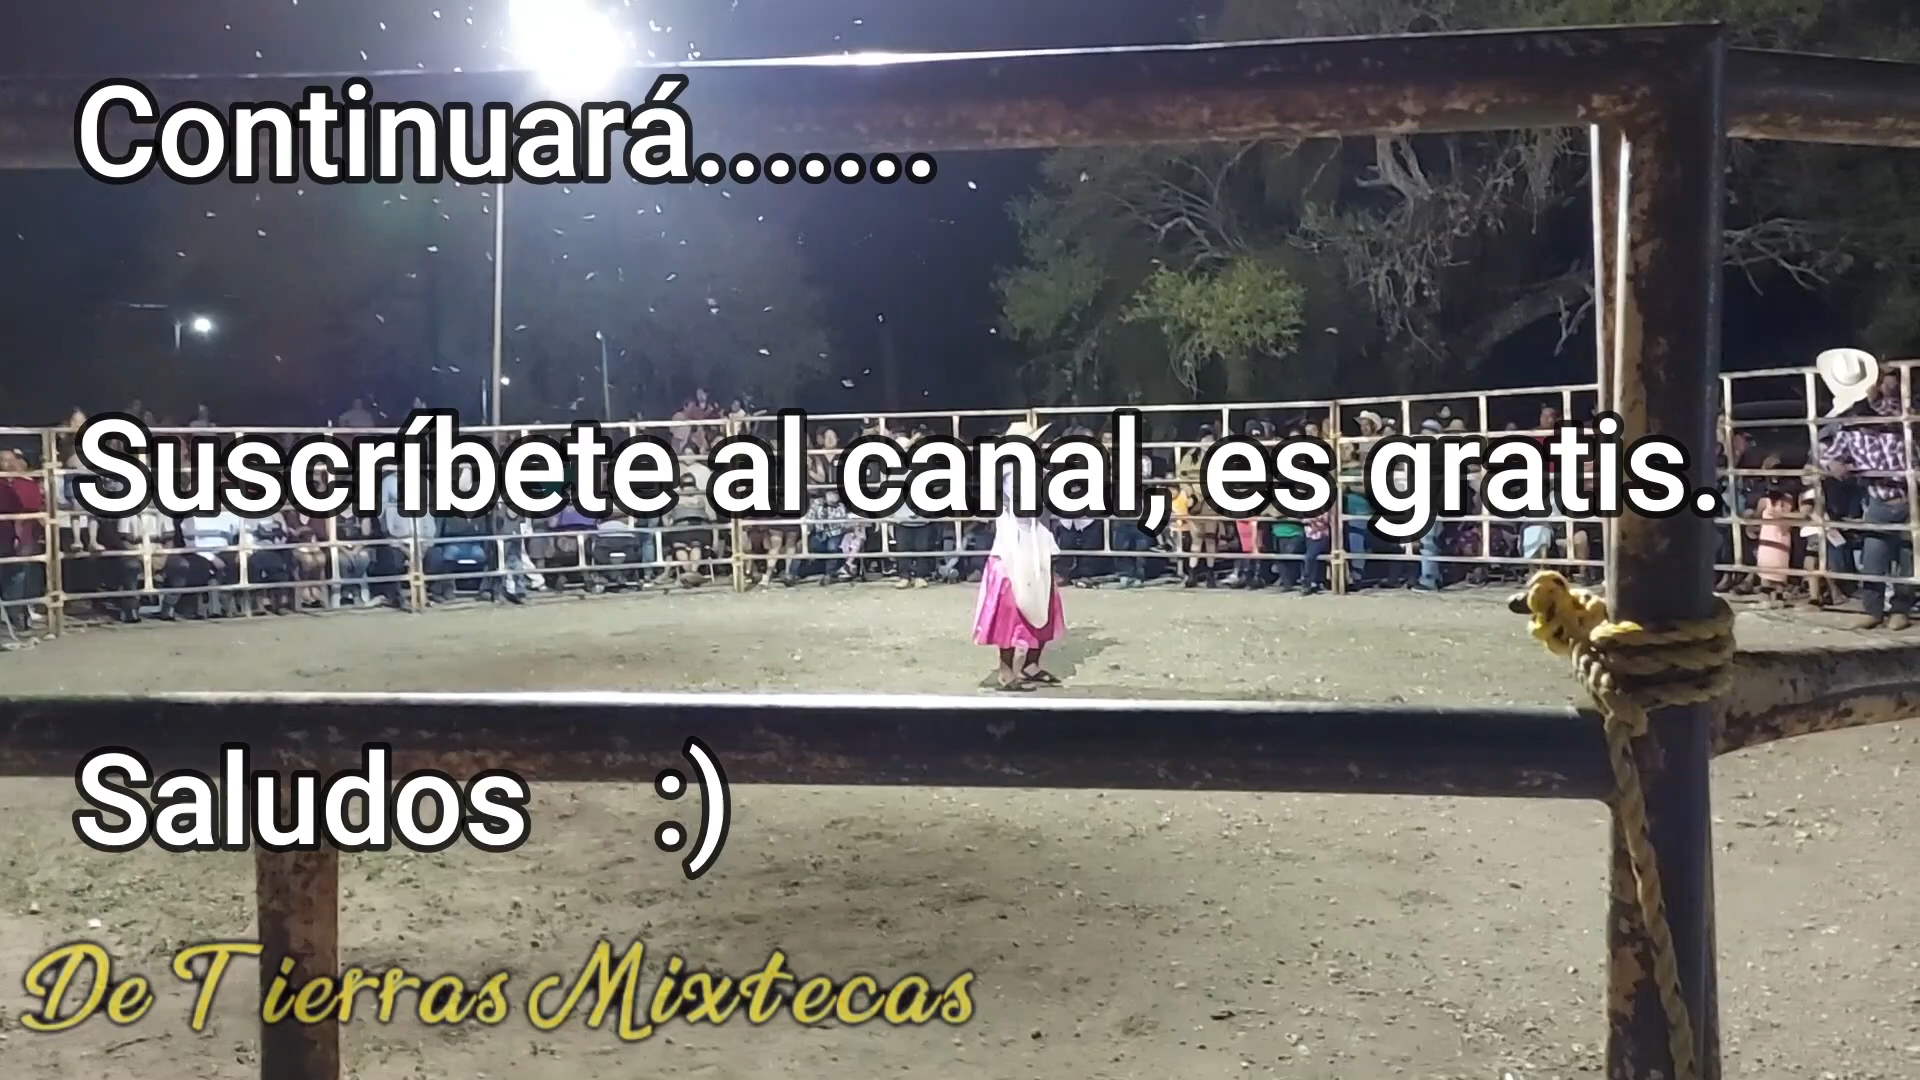 Continuará.......
Suscríbete al canal, es gratis.
Saludos :)
De Tierras Mixtecas